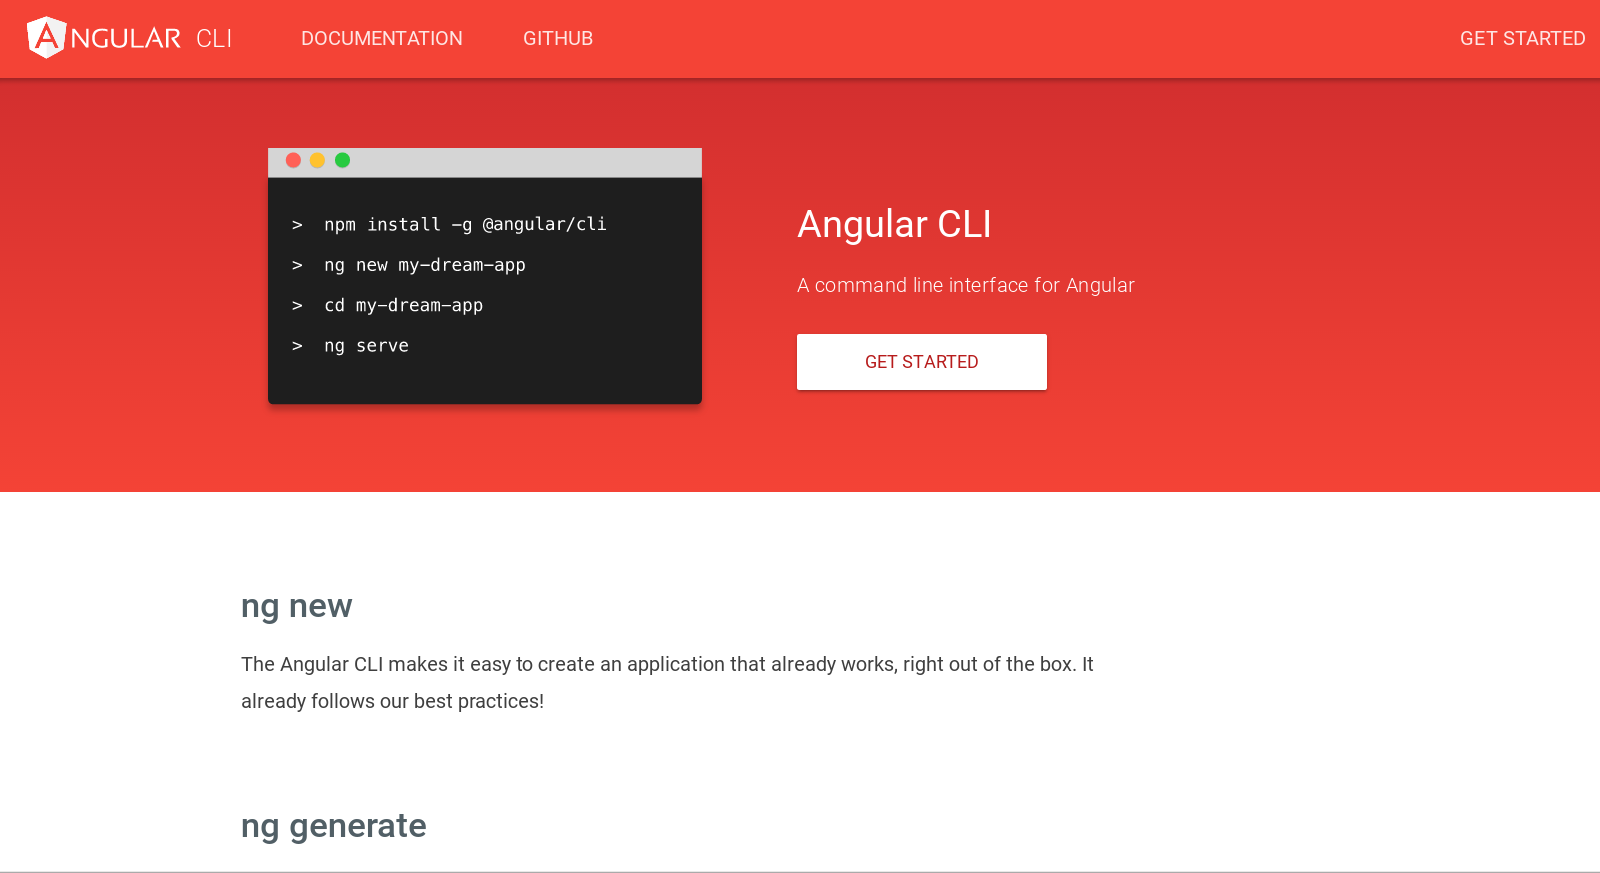 ANGULAR CLI DOCUMENTATION GITHUB GET STARTED
> npm install -g @angular/cli
> ng new my-dream-app
> cd my-dream-app
> ng serve
Angular CLI
A command line interface for Angular
GET STARTED
ng new
The Angular CLI makes it easy to create an application that already works, right out of the box. It
already follows our best practices!
ng generate